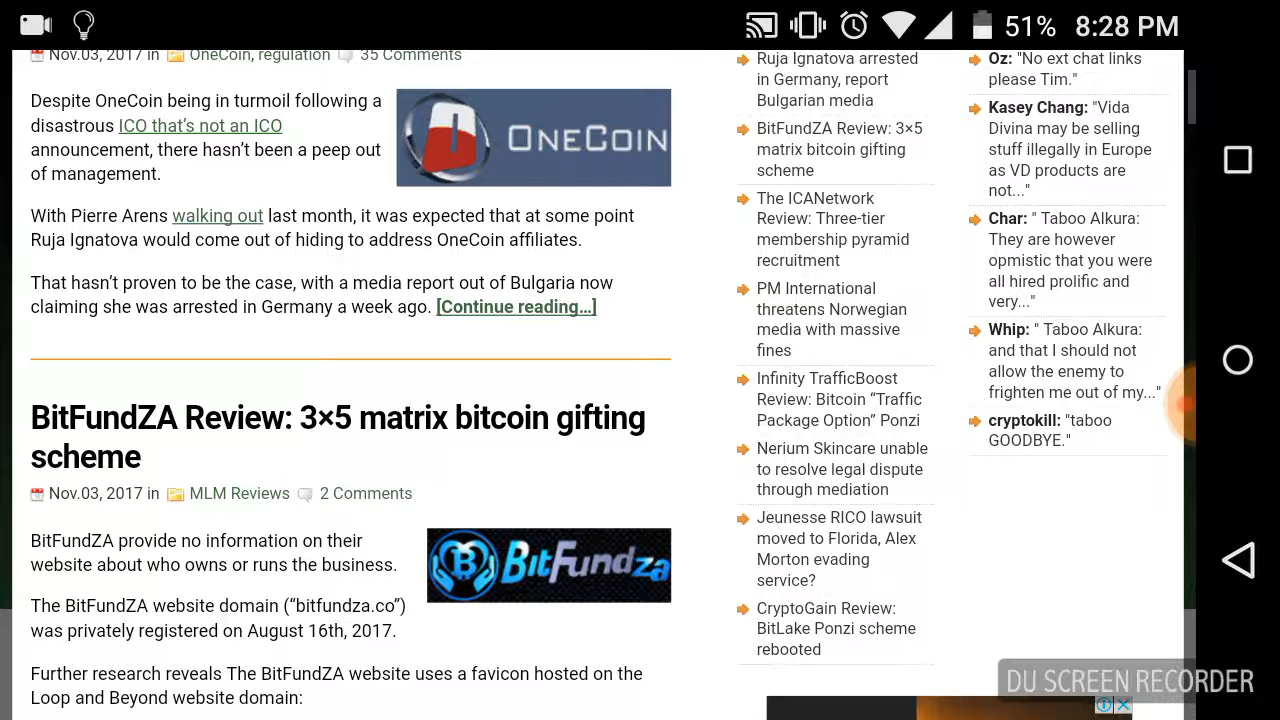 51% 8:28 PM
Nov.03, 2017 in OneCoin, regulation 35 Comments
Despite OneCoin being in turmoil following a
disastrous ICO that's not an ICO
announcement, there hasn't been a peep out
of management.
ONECOIN
With Pierre Arens walking out last month, it was expected that at some point
Ruja Ignatova would come out of hiding to address OneCoin affiliates.
That hasn't proven to be the case, with a media report out of Bulgaria now
claiming she was arrested in Germany a week ago. [Continue reading...]
BitFundZA Review: 3×5 matrix bitcoin gifting
scheme
Nov.03, 2017 in MLM Reviews 2 Comments
BitFundZA provide no information on their
website about who owns or runs the business.
BitFundza
The BitFundZA website domain (“bitfundza.co”)
was privately registered on August 16th, 2017.
Further research reveals The BitFundZA website uses a favicon hosted on the
Loop and Beyond website domain:
Ruja Ignatova arrested
in Germany, report
Bulgarian media
BitFundZA Review: 3×5
matrix bitcoin gifting
scheme
The ICANetwork
Review: Three-tier
membership pyramid
recruitment
PM International
threatens Norwegian
media with massive
fines
Infinity TrafficBoost
Review: Bitcoin “Traffic
Package Option” Ponzi
Nerium Skincare unable
to resolve legal dispute
through mediation
Jeunesse RICO lawsuit
moved to Florida, Alex
Morton evading
service?
CryptoGain Review:
BitLake Ponzi scheme
rebooted
Oz: "No ext chat links
please Tim."
Kasey Chang: "Vida
Divina may be selling
stuff illegally in Europe
as VD products are
not..."
Char: " Taboo Alkura:
They are however
opmistic that you were
all hired prolific and
very..."
Whip: " Taboo Alkura:
and that I should not
allow the enemy to
frighten me out of my..."
cryptokill: "taboo
GOODBYE."
DU SCREEN RECORDER